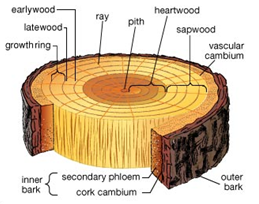 earlywood
latewood
growth ring
ray
pith
heartwood
sapwood
vascular
cambium
inner
bark
secondary phloem
cork cambium
outer
bark